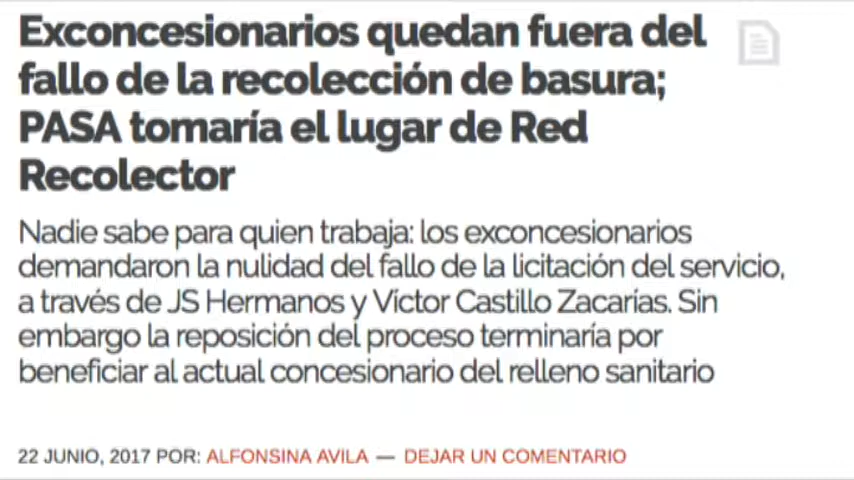 Exconcesionarios quedan fuera del
fallo de la recolección de basura;
PASA tomaría el lugar de Red
Recolector
Nadie sabe para quien trabaja: los exconcesionarios
demandaron la nulidad del fallo de la licitación del servicio,
a través de JS Hermanos y Víctor Castillo Zacarías. Sin
embargo la reposición del proceso terminaría por
beneficiar al actual concesionario del relleno sanitario
22 JUNIO, 2017 POR: ALFONSINA AVILA — DEJAR UN COMENTARIO